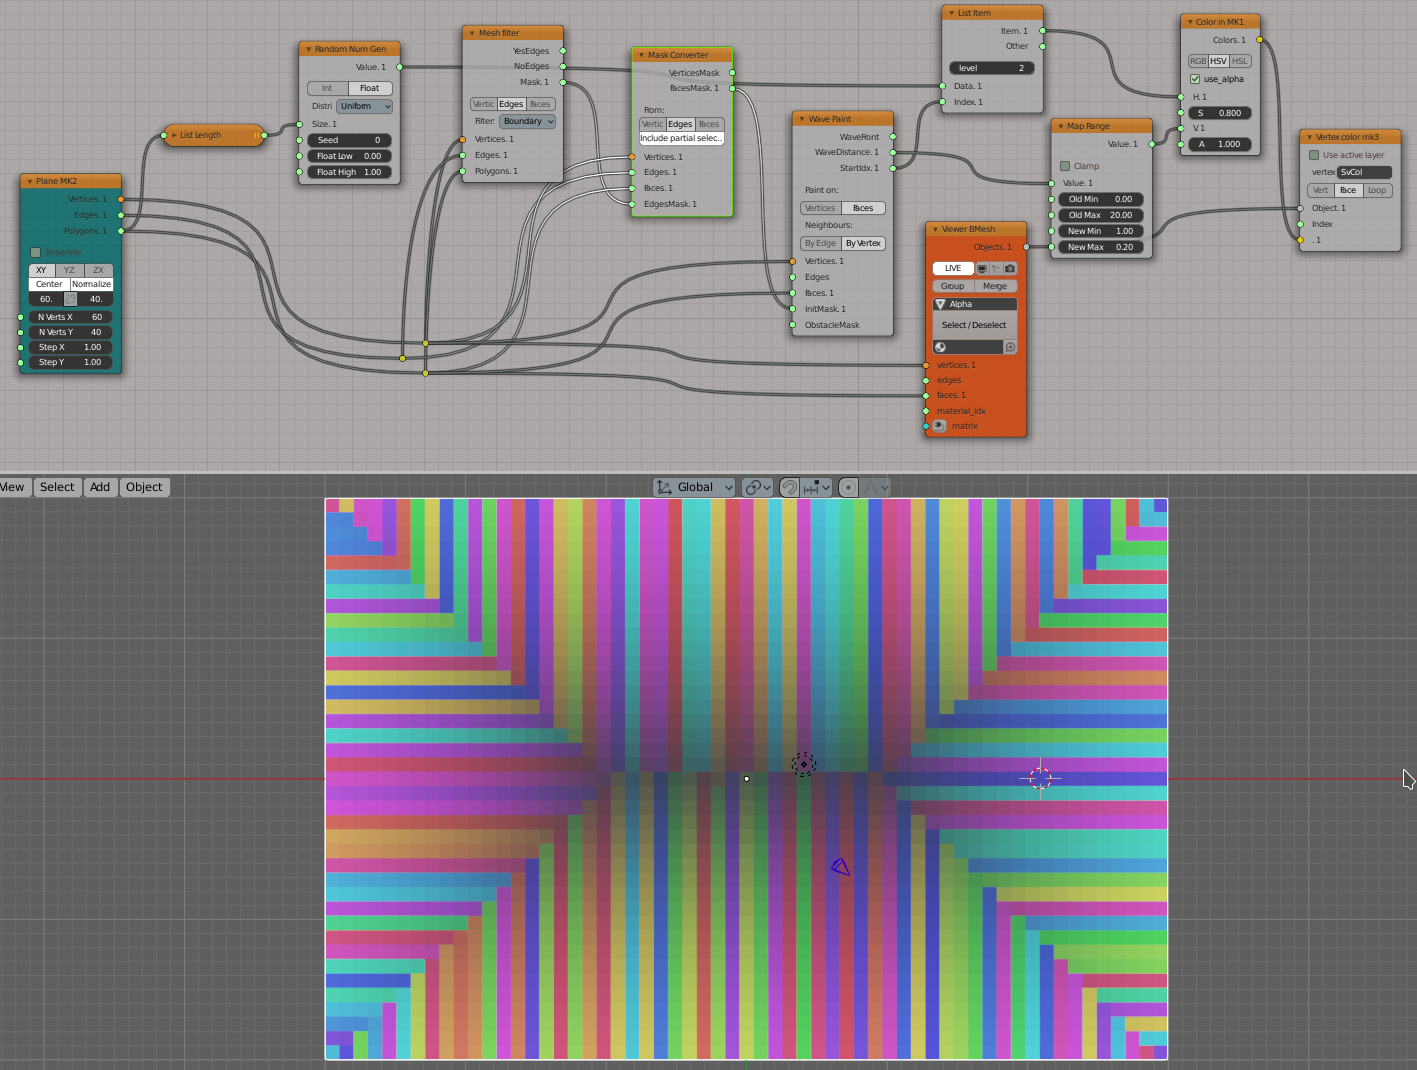 List Length
Plane MK2
Vertices. 1
Edges. 1
Polygons. 1
Separate
XY YZ ZX
Center Normalize
60. 40.
N Verts X 60
N Verts Y 40
Step X 1.00
Step Y 1.00
Random Num Gen
Value. 1
Int Float
Distri Uniform
Size. 1
Seed 0
Float Low 0.00
Float High 1.00
Mesh filter
YesEdges
NoEdges
Mask. 1
Vertic Edges Faces
Filter: Boundary
Vertices. 1
Edges. 1
Polygons. 1
Mask Converter
VerticesMask
FacesMask. 1
From:
Vertic Edges Faces
Include partial selec..
Vertices. 1
Edges. 1
Faces. 1
EdgesMask. 1
Wave Paint
WaveFront
WaveDistance. 1
StartIdx. 1
Paint on:
Vertices Faces
Neighbours:
By Edge By Vertex
Vertices. 1
Edges
Faces. 1
InitMask. 1
ObstacleMask
List Item
Item. 1
Other
level 2
Data. 1
Index. 1
Viewer BMesh
Objects. 1
LIVE
Group Merge
Alpha
Select / Deselect
vertices. 1
edges
faces. 1
material_idx
matrix
Map Range
Value. 1
Clamp
Value. 1
Old Min 0.00
Old Max 20.00
New Min 1.00
New Max 0.20
Color in MK1
Colors. 1
RGB HSV HSL
use_alpha
H. 1
S 0.800
V. 1
A 1.000
Vertex color mk3
Use active layer
vertex SvCol
Vert Face Loop
Object. 1
Index
. 1
View Select Add Object
Global